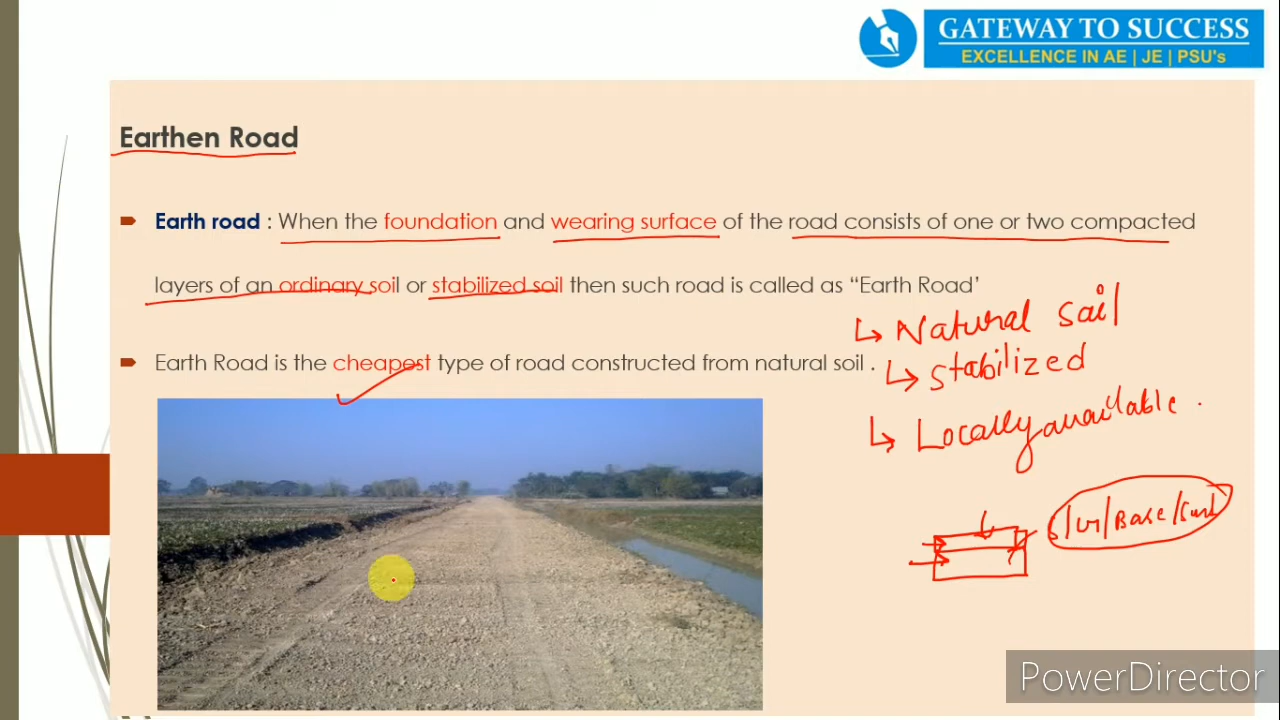 GATEWAY TO SUCCESS
EXCELLENCE IN AE | JE | PSU's
Earthen Road
Earth road : When the foundation and wearing surface of the road consists of one or two compacted
layers of an ordinary soil or stabilized soil then such road is called as “Earth Road’
Natural Soil
Earth Road is the cheapest type of road constructed from natural soil .
Stabilized
Locally available .
PowerDirector